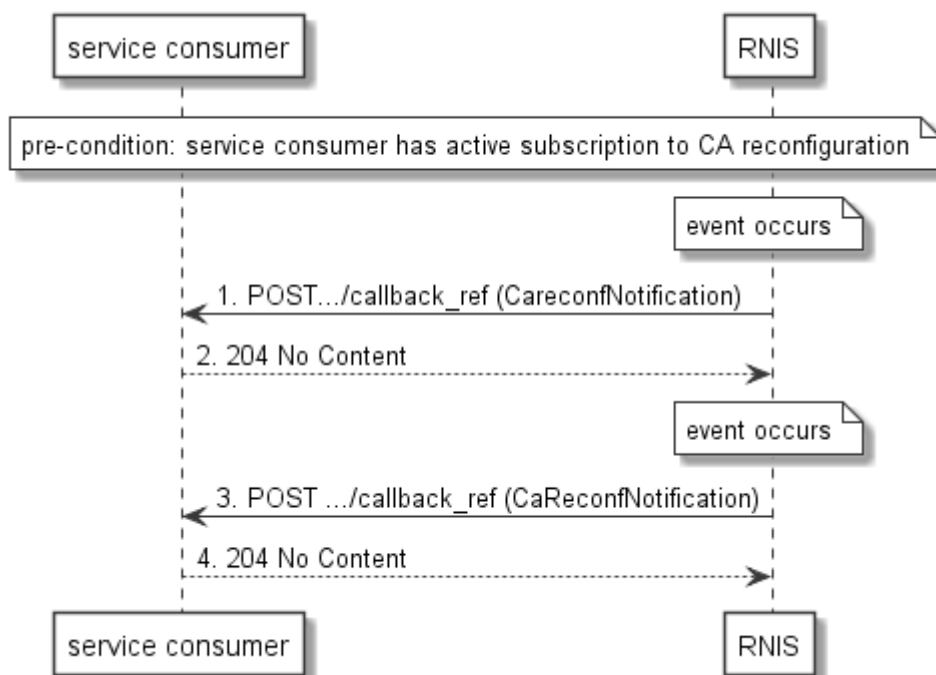 service consumer
RNIS
pre-condition: service consumer has active subscription to CA reconfiguration
event occurs
1. POST.../callback_ref (CareconfNotification)
2. 204 No Content
event occurs
3. POST .../callback_ref (CaReconfNotification)
4. 204 No Content
service consumer
RNIS